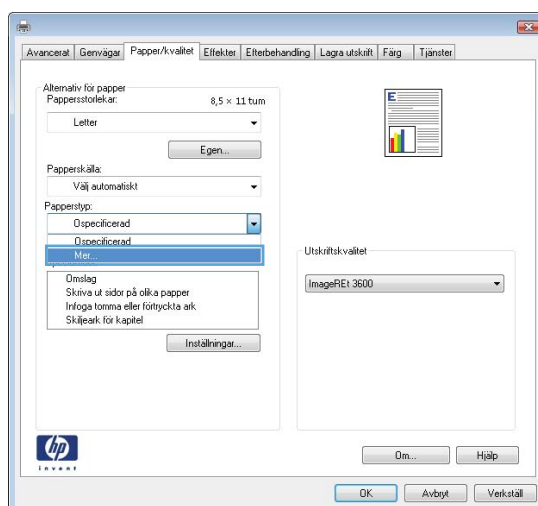 Avancerat Genvägar Papper/kvalitet Effekter Efterbehandling Lagra utskrift Färg Tjänster
Alternativ för papper
Pappersstorlekar: 8,5 × 11 tum
Letter
Egen...
Papperskälla:
Välj automatiskt
Papperstyp:
Ospecificerad
Ospecificerad
Mer...
Omslag
Skriva ut sidor på olika papper
Infoga tomma eller förtryckta ark
Skiljeark för kapitel
Inställningar...
E
Utskriftskvalitet
ImageREt 3600
hp
invent
Om... Hjälp
OK Avbryt Verkställ